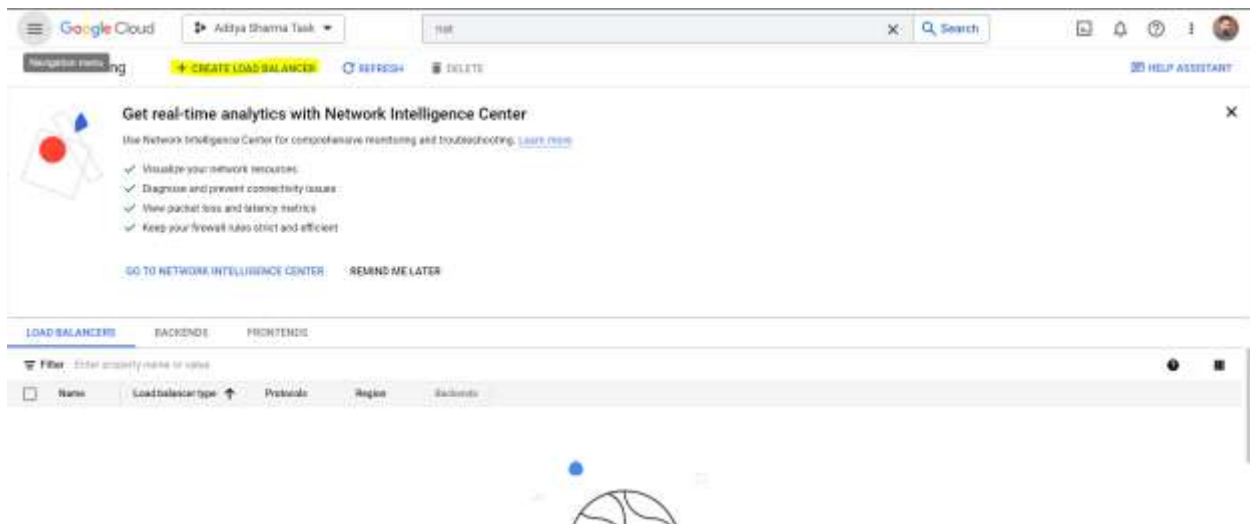 Google Cloud Aditya Sharma Task Search
Navigation menu ng + CREATE LOAD BALANCER REFRESH DELETE HELP ASSISTANT
Get real-time analytics with Network Intelligence Center
Use Network Intelligence Center for comprehensive monitoring and troubleshooting. Learn more
Visualize your network resources
Diagnose and prevent connectivity issues
View packet loss and latency metrics
Keep your firewall rules strict and efficient
GO TO NETWORK INTELLIGENCE CENTER REMIND ME LATER
LOAD BALANCERS BACKENDS FRONTENDS
Filter Enter property name or value
Name Load balancer type Protocols Region Backends